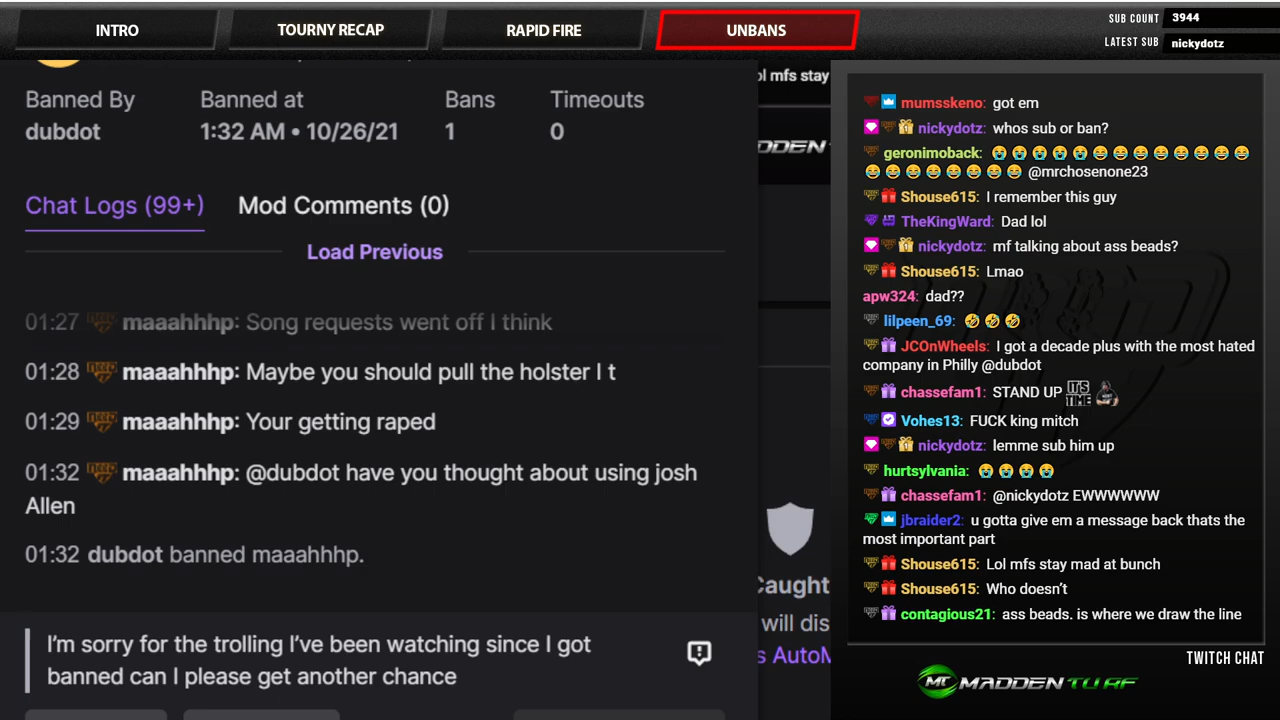 INTRO
TOURNY RECAP
RAPID FIRE
UNBANS
SUB COUNT 3944
LATEST SUB nickydotz
Banned By
dubdot
Banned at
1:32 AM • 10/26/21
Bans
1
Timeouts
0
Chat Logs (99+)
Mod Comments (0)
Load Previous
01:27 maaahhhp: Song requests went off I think
01:28 maaahhhp: Maybe you should pull the holster I t
01:29 maaahhhp: Your getting raped
01:32 maaahhhp: @dubdot have you thought about using josh
Allen
01:32 dubdot banned maaahhhp.
I'm sorry for the trolling I've been watching since I got
banned can I please get another chance
ol mfs stay
DDEN
Caught
will dis
s AutoM
mumsskeno: got em
nickydotz: whos sub or ban?
geronimoback: 😭😭😭😭😭😂😂😂😂😂😂😂😂
😂😂😂😂😂😂😂😂 @mrchosenone23
Shouse615: I remember this guy
TheKingWard: Dad lol
nickydotz: mf talking about ass beads?
Shouse615: Lmao
apw324: dad??
lilpeen_69: 🤣🤣🤣
JCOnWheels: I got a decade plus with the most hated
company in Philly @dubdot
chassefam1: STAND UP IT'S TIME
Vohes13: FUCK king mitch
nickydotz: lemme sub him up
hurtsylvania: 😭😭😭😭
chassefam1: @nickydotz EWWWWWW
jbraider2: u gotta give em a message back thats the
most important part
Shouse615: Lol mfs stay mad at bunch
Shouse615: Who doesn't
contagious21: ass beads. is where we draw the line
TWITCH CHAT
MT MADDEN TURF